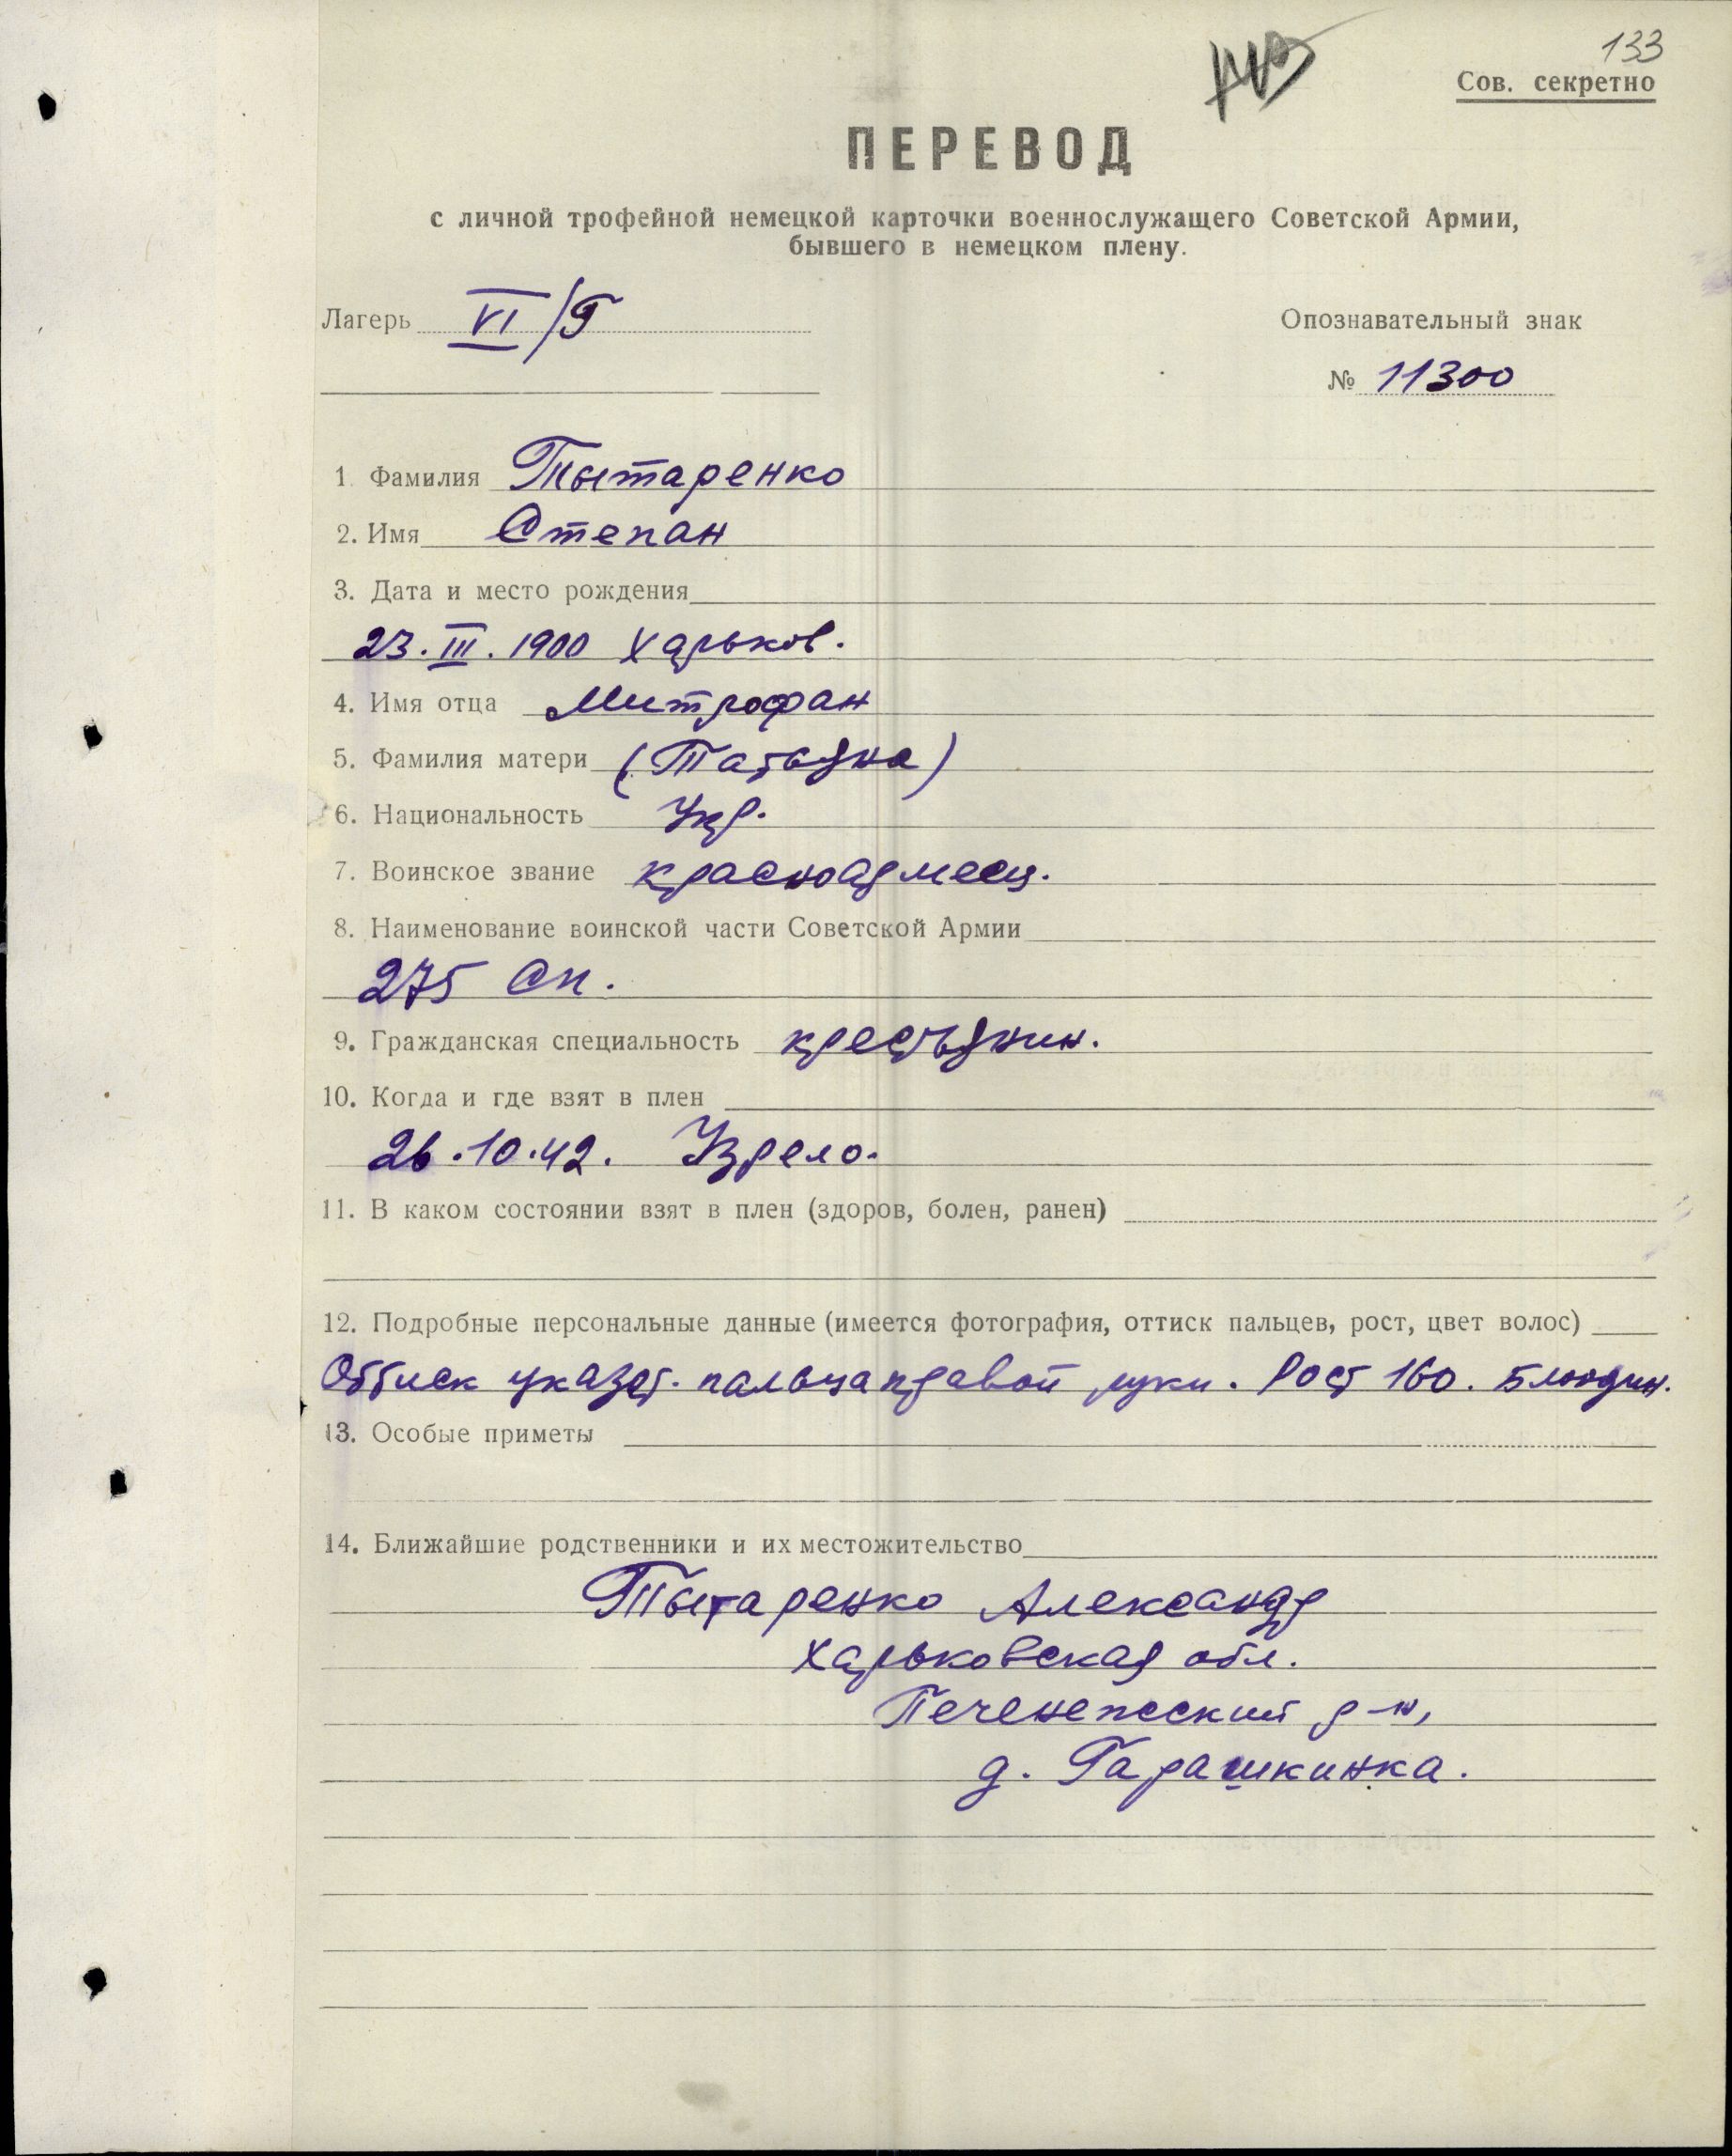 133
Сов. секретно
ПЕРЕВОД
с личной трофейной немецкой карточки военнослужащего Советской Армии,
бывшего в немецком плену.
Лагерь VI/G
Опознавательный знак
№ 11300
1. Фамилия Тытаренко
2. Имя Степан
3. Дата и место рождения
23.III.1900 Харьков.
4. Имя отца Митрофан
5. Фамилия матери (Татьяна)
6. Национальность Укр.
7. Воинское звание красноармеец.
8. Наименование воинской части Советской Армии
275 сп.
9. Гражданская специальность крестьянин.
10. Когда и где взят в плен
26.10.42.
11. В каком состоянии взят в плен (здоров, болен, ранен)
12. Подробные персональные данные (имеется фотография, оттиск пальцев, рост, цвет волос)
Оттиск указат. пальца правой руки. Рост 160. Блондин.
13. Особые приметы
14. Ближайшие родственники и их местожительство
Тытаренко Александр
Харьковская обл.
Печенежский р-н,
д. Гарашкинка.